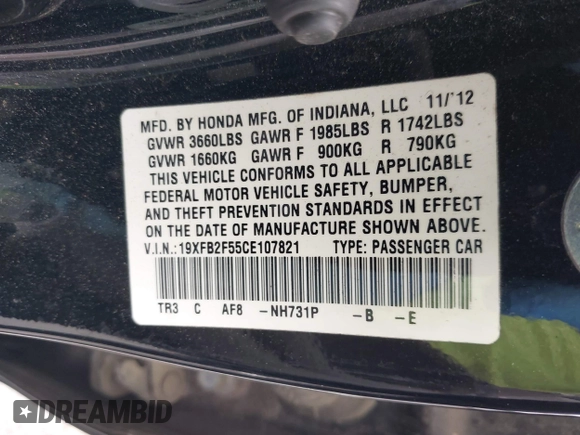 MFD. BY HONDA MFG. OF INDIANA, LLC 11/'12
GVWR 3660LBS GAWR F 1985LBS R 1742LBS
GVWR 1660KG GAWR F 900KG R 790KG
THIS VEHICLE CONFORMS TO ALL APPLICABLE
FEDERAL MOTOR VEHICLE SAFETY, BUMPER,
AND THEFT PREVENTION STANDARDS IN EFFECT
ON THE DATE OF MANUFACTURE SHOWN ABOVE.
V.I.N.:19XFB2F55CE107821 TYPE: PASSENGER CAR
TR3 C AF8 -NH731P -B -E
DREAMBID